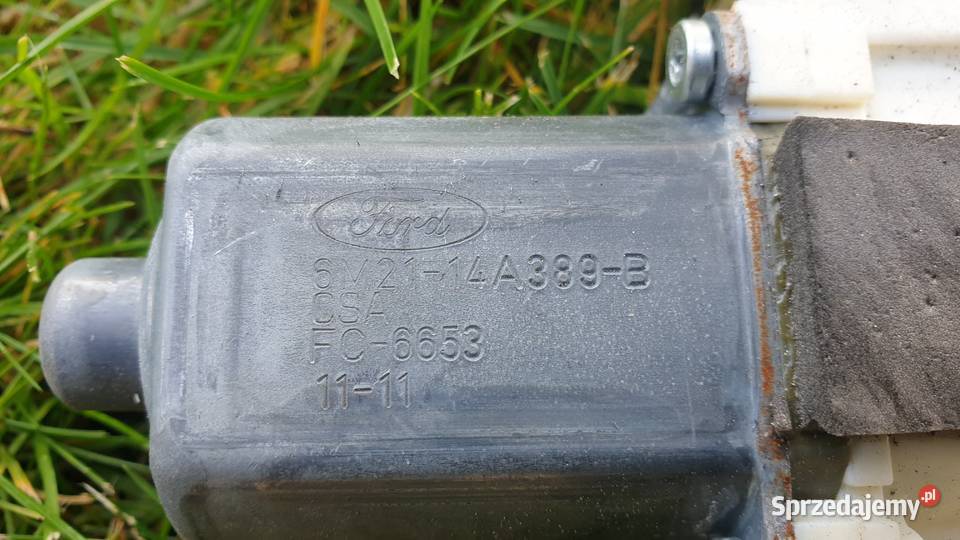 Ford
6M21-14A389-B
CSA
FC-6653
11-11
Sprzedajemy.pl